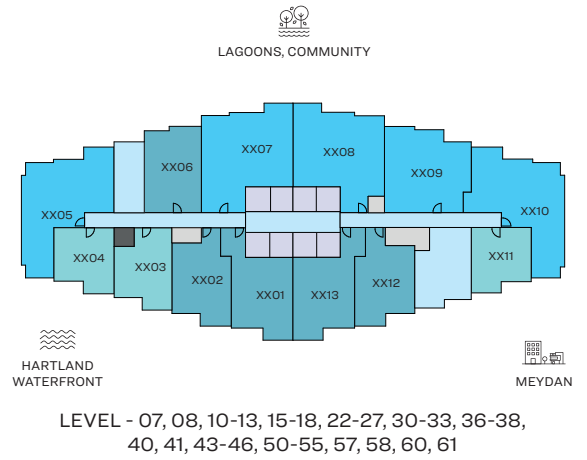 LAGOONS, COMMUNITY
XX07
XX08
XX06
XX09
XX05
XX10
XX04
XX03
XX02
XX01
XX13
XX12
XX11
HARTLAND
WATERFRONT
MEYDAN
LEVEL - 07, 08, 10-13, 15-18, 22-27, 30-33, 36-38,
40, 41, 43-46, 50-55, 57, 58, 60, 61